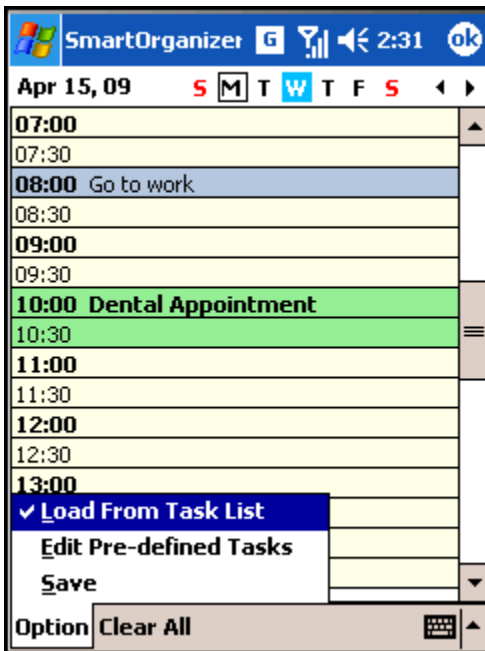 SmartOrganizer G 2:31 ok
Apr 15, 09 S M T W T F S
07:00
07:30
08:00 Go to work
08:30
09:00
09:30
10:00 Dental Appointment
10:30
11:00
11:30
12:00
12:30
13:00
Load From Task List
Edit Pre-defined Tasks
Save
Option Clear All